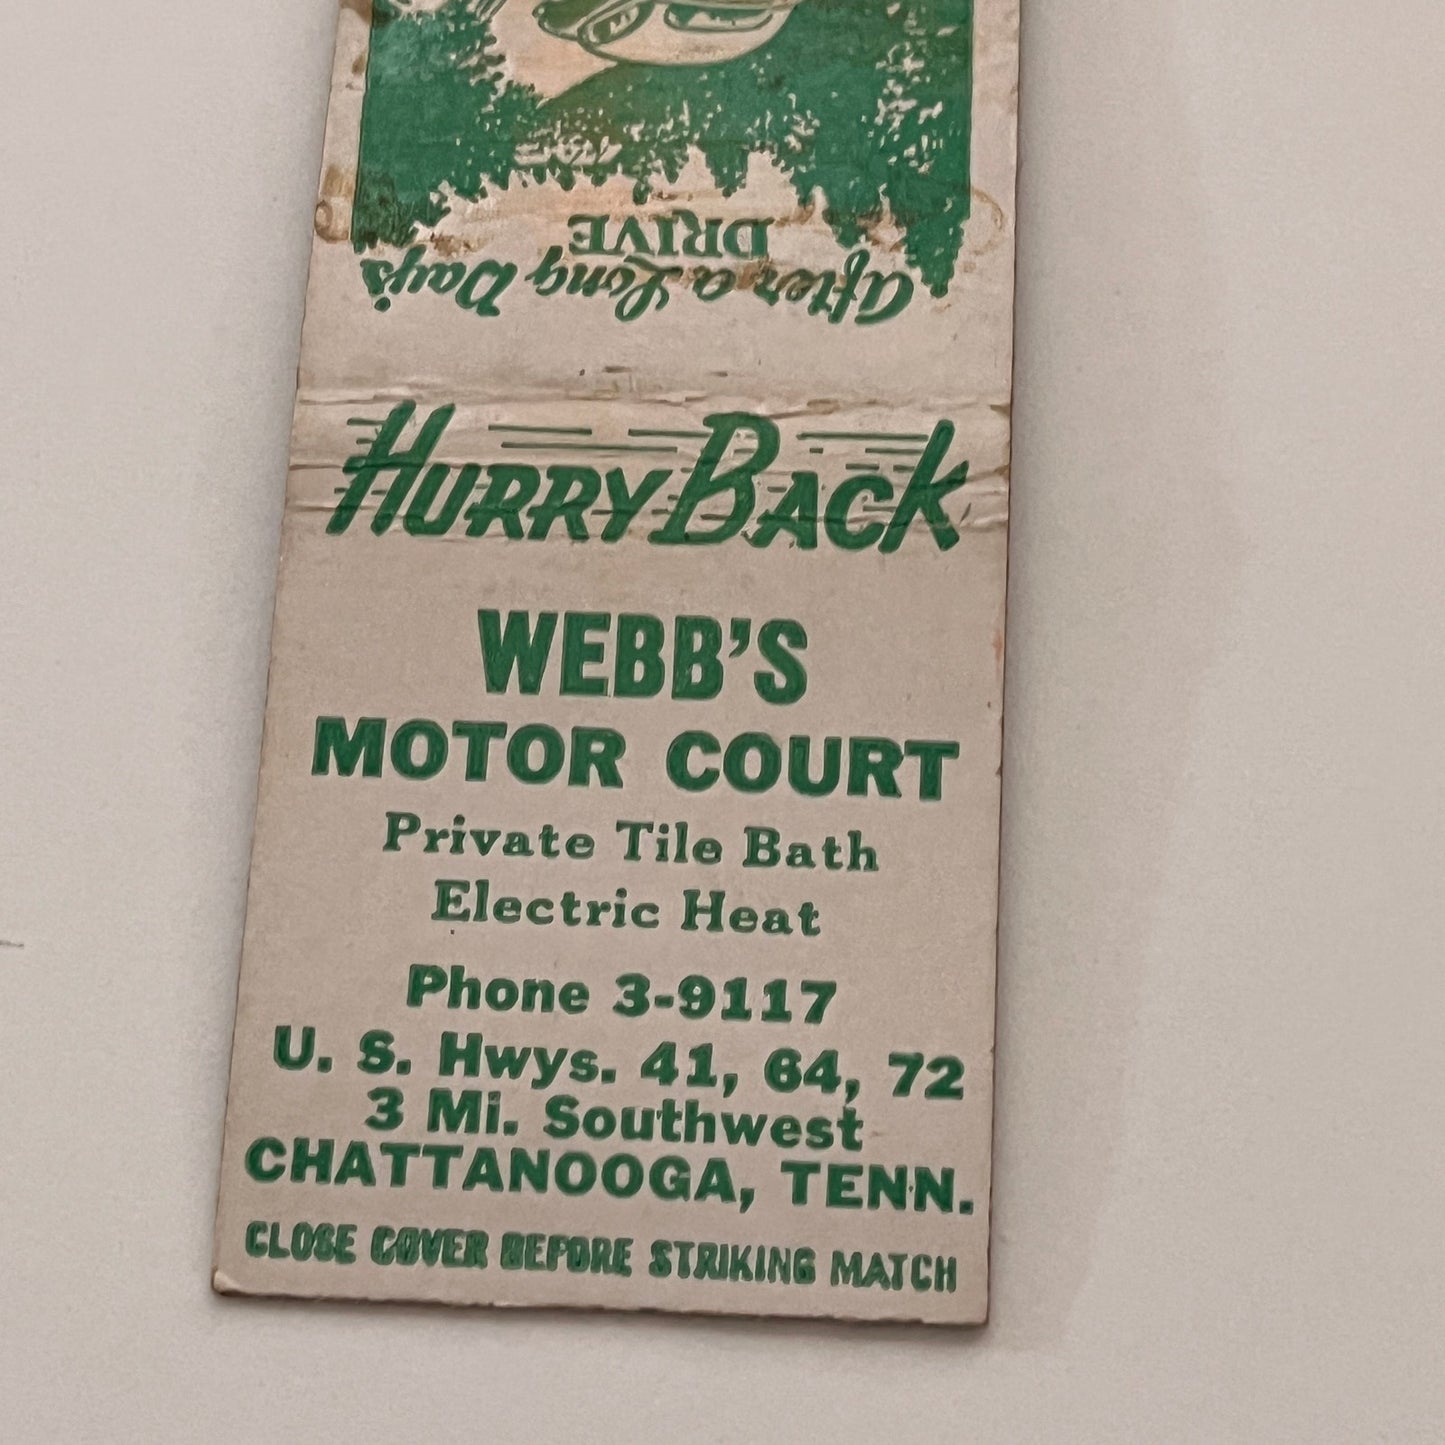 After a Long Day's
DRIVE
HURRY BACK
WEBB'S
MOTOR COURT
Private Tile Bath
Electric Heat
Phone 3-9117
U. S. Hwys. 41, 64, 72
3 Mi. Southwest
CHATTANOOGA, TENN.
CLOSE COVER BEFORE STRIKING MATCH